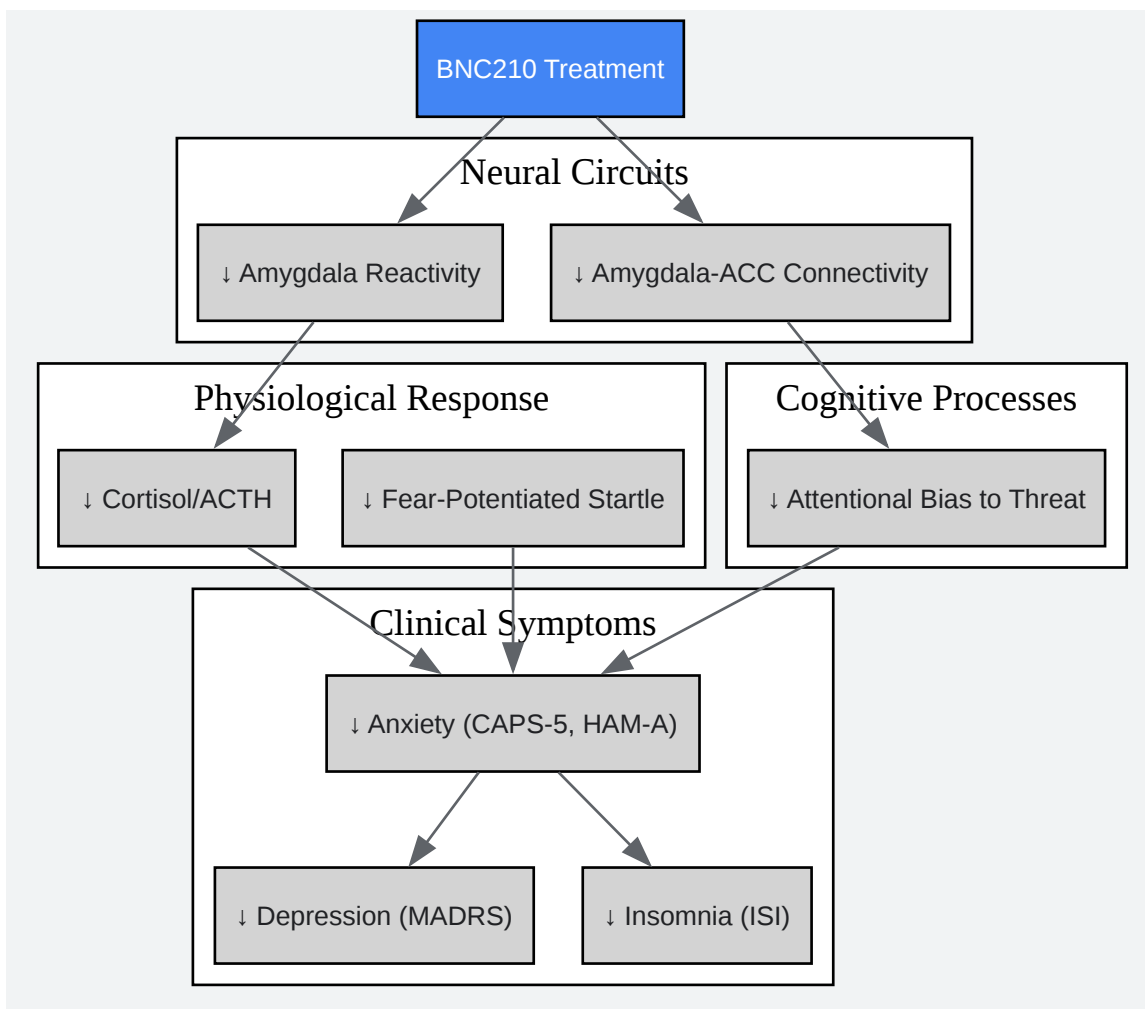 BNC210 Treatment
Neural Circuits
↓ Amygdala Reactivity
↓ Amygdala-ACC Connectivity
Physiological Response
Cognitive Processes
↓ Cortisol/ACTH
↓ Fear-Potentiated Startle
↓ Attentional Bias to Threat
Clinical Symptoms
↓ Anxiety (CAPS-5, HAM-A)
↓ Depression (MADRS)
↓ Insomnia (ISI)